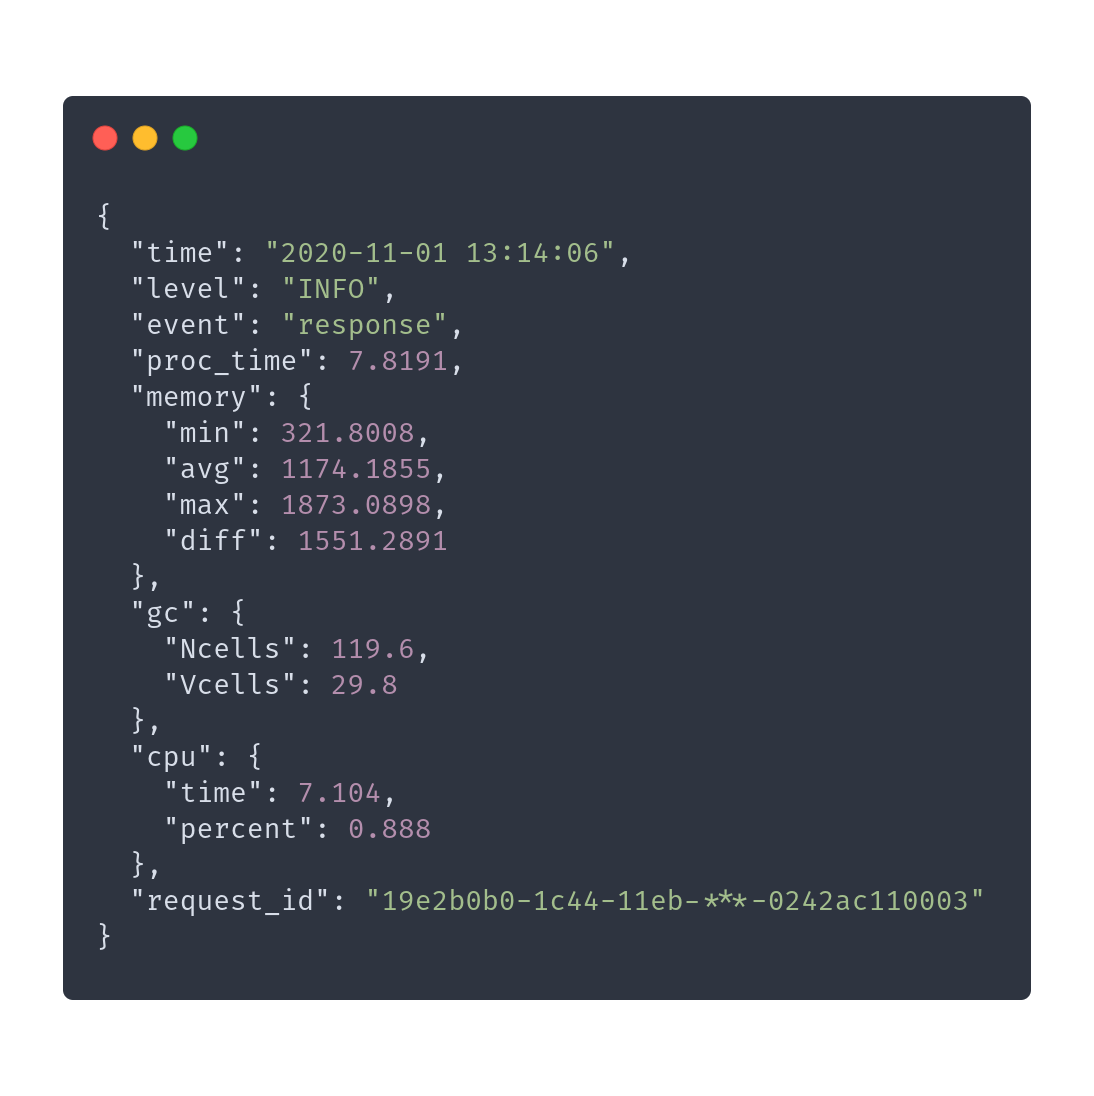 {
  "time": "2020-11-01 13:14:06",
  "level": "INFO",
  "event": "response",
  "proc_time": 7.8191,
  "memory": {
    "min": 321.8008,
    "avg": 1174.1855,
    "max": 1873.0898,
    "diff": 1551.2891
  },
  "gc": {
    "Ncells": 119.6,
    "Vcells": 29.8
  },
  "cpu": {
    "time": 7.104,
    "percent": 0.888
  },
  "request_id": "19e2b0b0-1c44-11eb-***-0242ac110003"
}